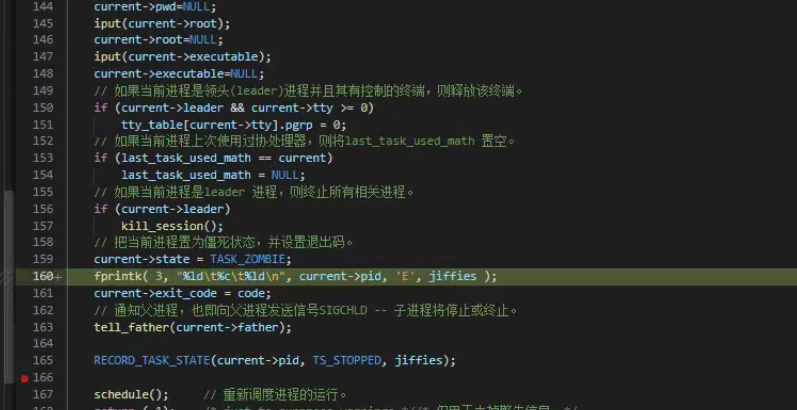 144 current->pwd=NULL;
145 iput(current->root);
146 current->root=NULL;
147 iput(current->executable);
148 current->executable=NULL;
149 // 如果当前进程是领头(leader)进程并且其有控制的终端，则释放该终端。
150 if (current->leader && current->tty >= 0)
151 tty_table[current->tty].pgrp = 0;
152 // 如果当前进程上次使用过协处理器，则将last_task_used_math 置空。
153 if (last_task_used_math == current)
154 last_task_used_math = NULL;
155 // 如果当前进程是leader 进程，则终止所有相关进程。
156 if (current->leader)
157 kill_session();
158 // 把当前进程置为僵死状态，并设置退出码。
159 current->state = TASK_ZOMBIE;
160+ fprintk( 3, "%ld\t%c\t%ld\n", current->pid, 'E', jiffies );
161 current->exit_code = code;
162 // 通知父进程，也即向父进程发送信号SIGCHLD -- 子进程将停止或终止。
163 tell_father(current->father);
164
165 RECORD_TASK_STATE(current->pid, TS_STOPPED, jiffies);
166
167 schedule(); // 重新调度进程的运行。